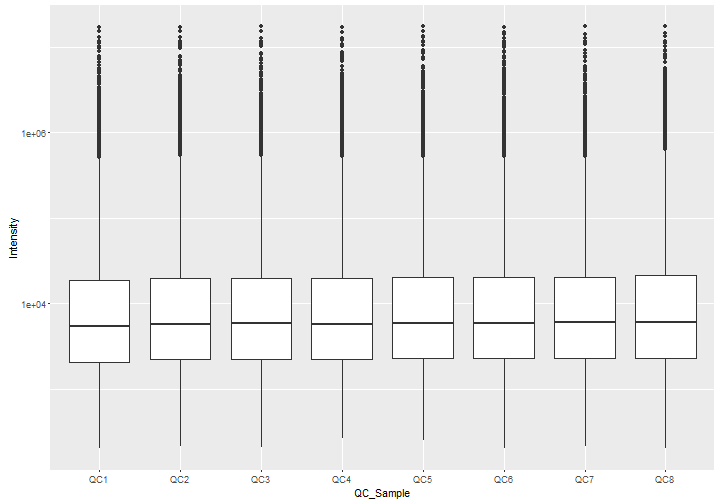 Intensity
1e+06
1e+04
QC1 QC2 QC3 QC4 QC5 QC6 QC7 QC8
QC_Sample